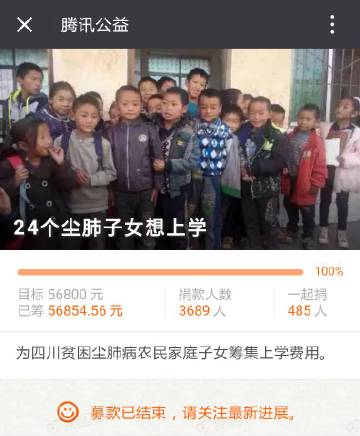 腾讯公益
24个尘肺子女想上学
100%
目标 56800 元
捐款人数
一起捐
已筹 56854.56 元
3689 人
485 人
为四川贫困尘肺病农民家庭子女筹集上学费用。
募款已结束，请关注最新进展。